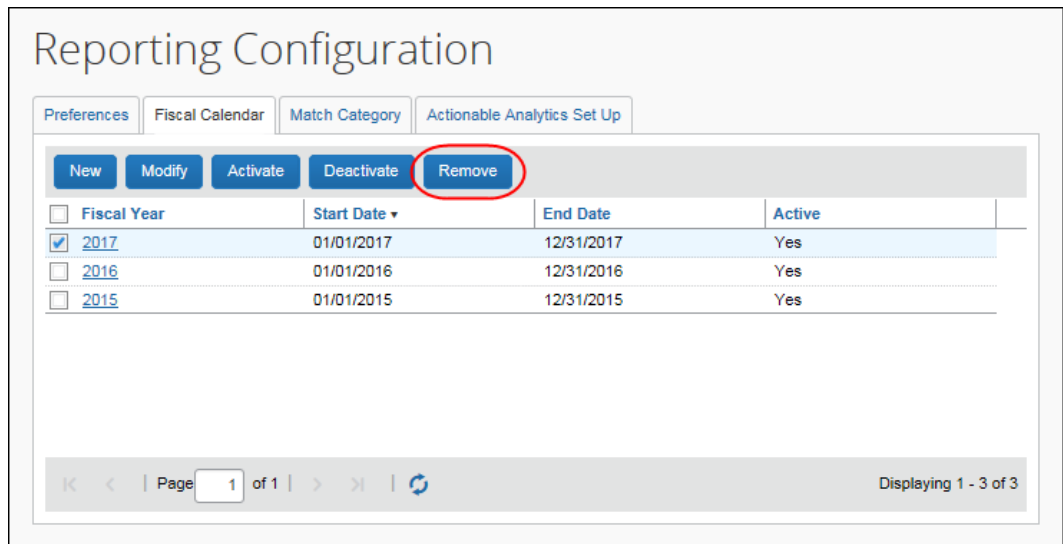 Reporting Configuration
Preferences Fiscal Calendar Match Category Actionable Analytics Set Up
New Modify Activate Deactivate Remove
Fiscal Year Start Date End Date Active
2017 01/01/2017 12/31/2017 Yes
2016 01/01/2016 12/31/2016 Yes
2015 01/01/2015 12/31/2015 Yes
Page 1 of 1 Displaying 1 - 3 of 3